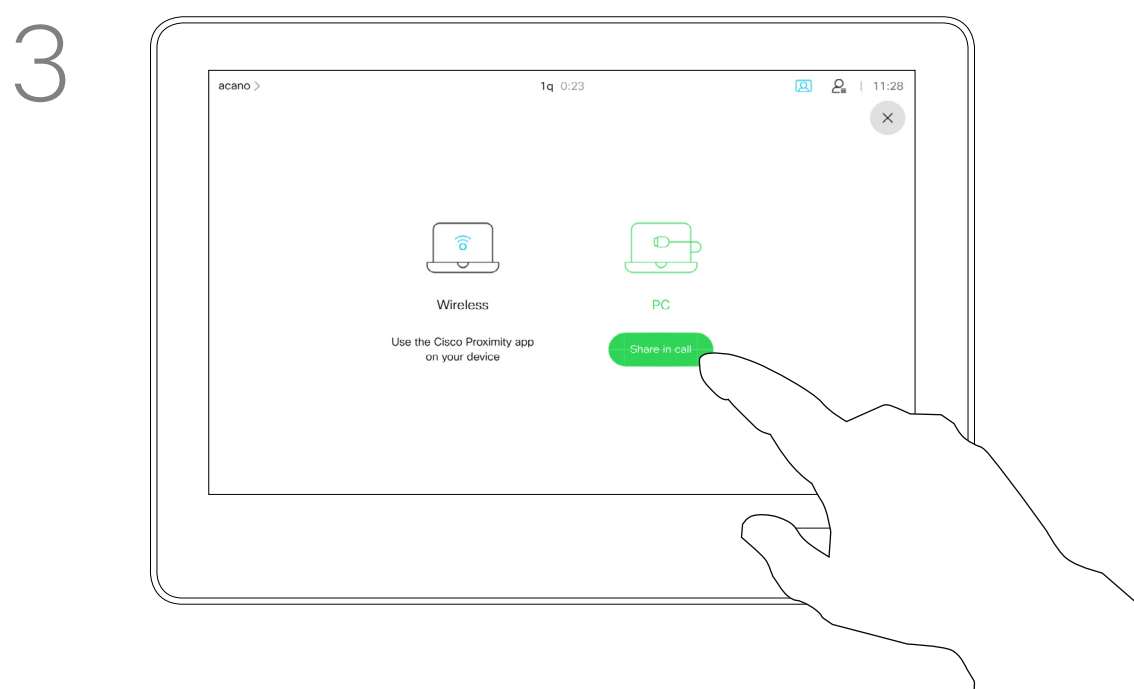 3
acano >
1q 0:23
11:28
Wireless
PC
Use the Cisco Proximity app
on your device
Share in call